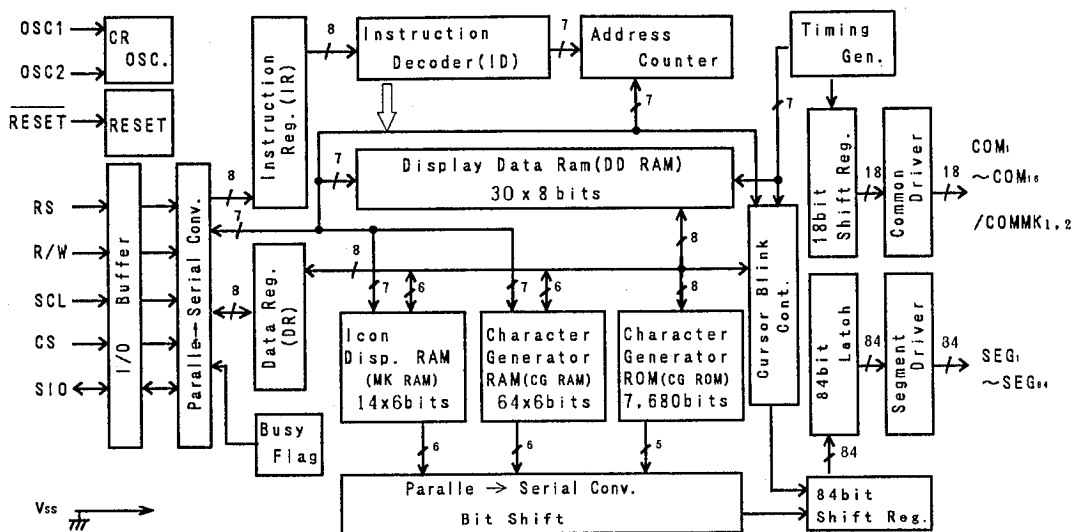 OSC1
OSC2
CR
OSC.
RESET
RESET
Instruction
Reg.(IR)
8
Instruction
Decoder(ID)
7
Address
Counter
7
Timing
Gen.
7
Display Data Ram(DD RAM)
30x8bits
7
8
7
8
I/O Buffer
RS
R/W
SCL
CS
SIO
Paralle→Serial Conv.
8
Data Reg.
(DR)
Busy
Flag
7
6
7
6
8
Icon
Disp. RAM
(MK RAM)
14x6bits
Character
Generator
RAM(CG RAM)
64x6bits
Character
Generator
ROM(CG ROM)
7,680bits
6
6
5
Paralle → Serial Conv.
Bit Shift
Cursor Blink
Cont.
18bit
Shift Reg.
18
Common
Driver
18
COM₁
~COM₁₆
/COMMK₁,₂
84bit
Latoh
84
Segment
Driver
84
SEG₁
~SEG₈₄
84
84bit
Shift Reg.
Vss